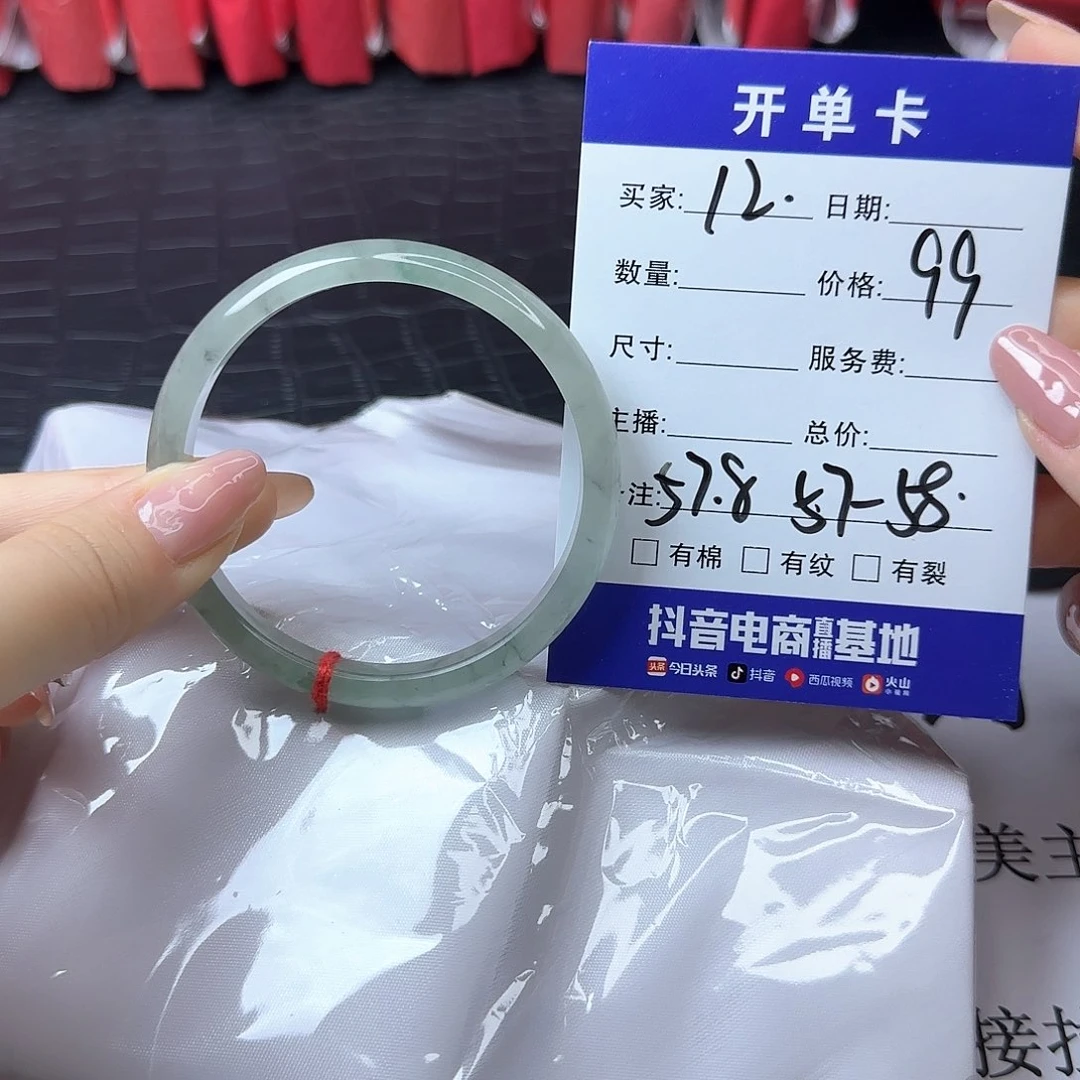 开单卡
买家: 12. 日期:
数量: 价格: 99
尺寸: 服务费:
主播: 总价:
注: 57.8 57-58.
□有棉 □有纹 □有裂
抖音电商直播基地
头条 今日头条 抖音 西瓜视频 火山
美主
接